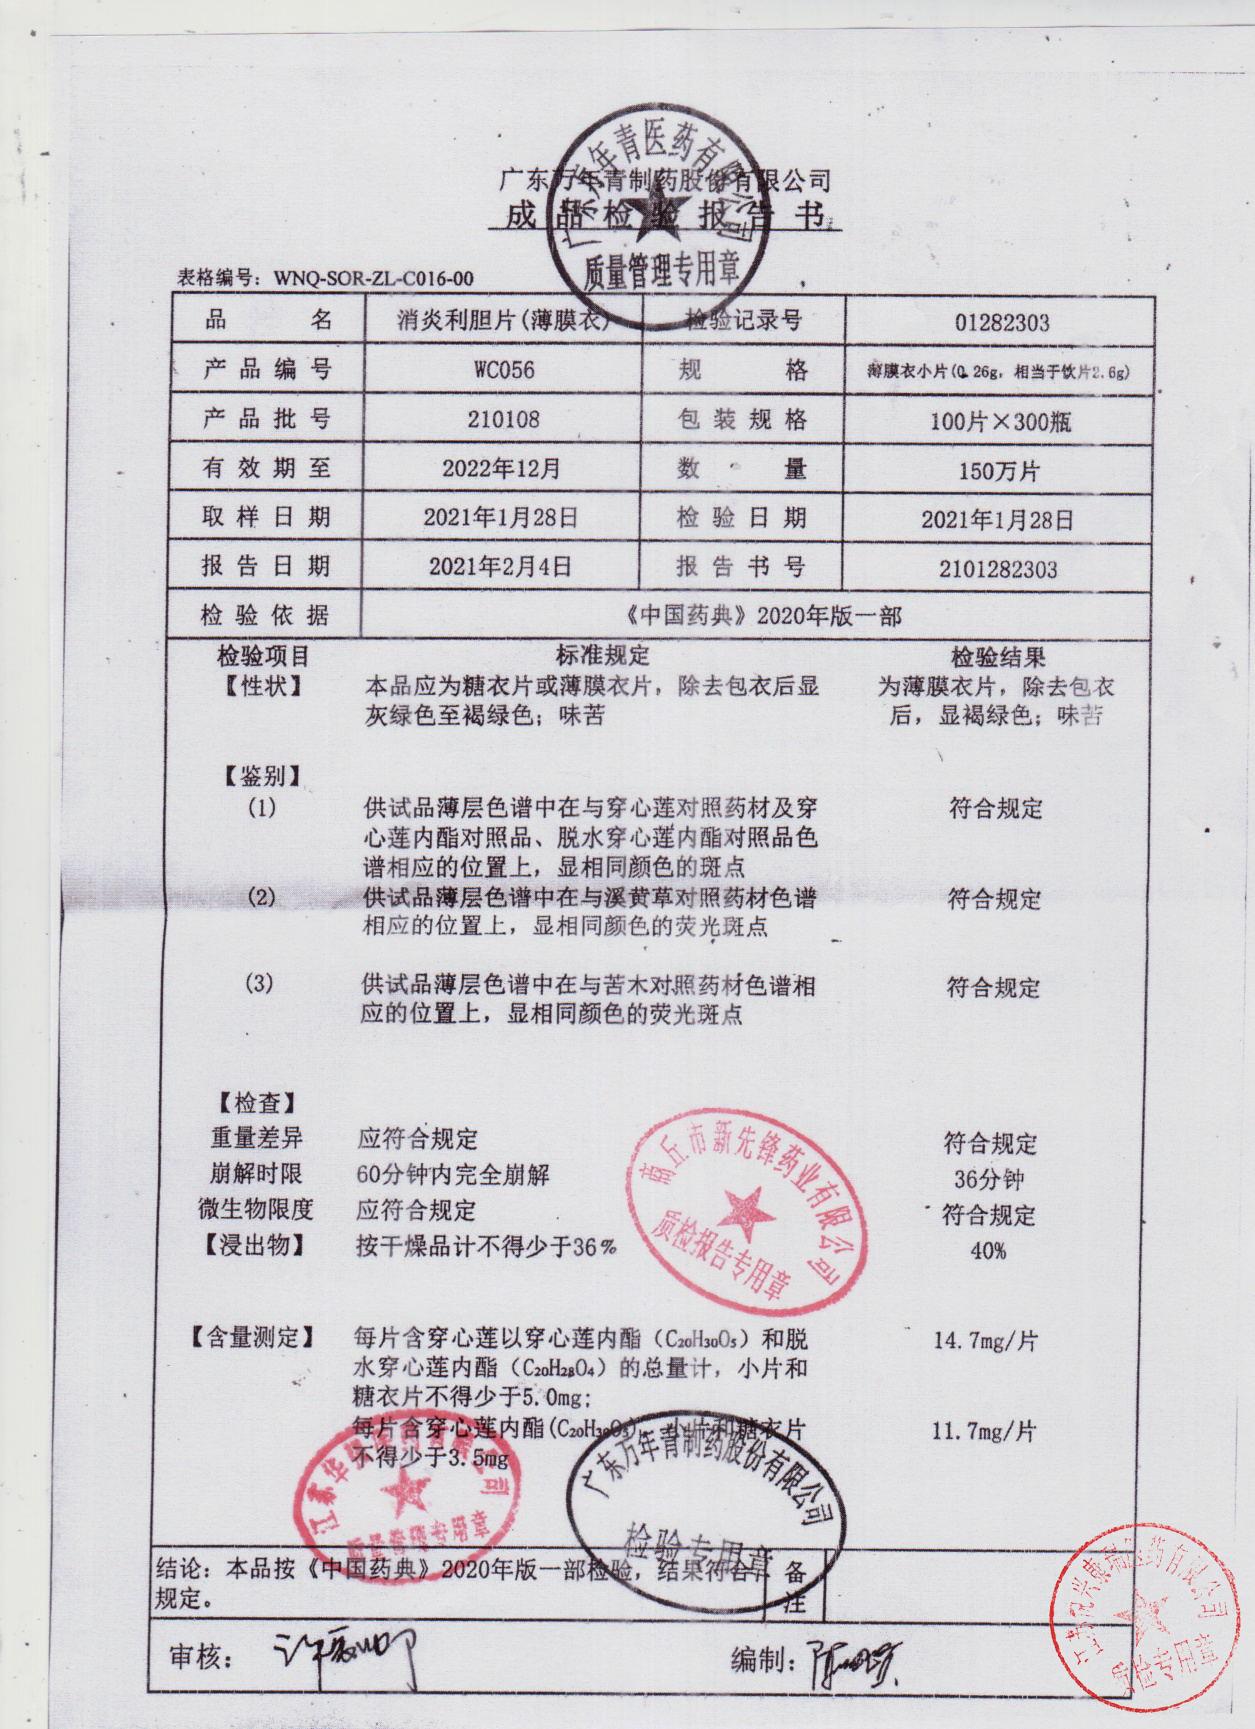 广东万年青医药有限公司
质量管理专用章
广东万年青制药股份有限公司
成品检验报告书
表格编号：WNQ-SOR-ZL-C016-00
品 名 消炎利胆片(薄膜衣) 检验记录号 01282303
产品编号 WC056 规 格 薄膜衣小片(0.26g，相当于饮片2.6g)
产品批号 210108 包装规格 100片×300瓶
有效期至 2022年12月 数 量 150万片
取样日期 2021年1月28日 检验日期 2021年1月28日
报告日期 2021年2月4日 报告书号 2101282303
检验依据 《中国药典》2020年版一部
检验项目 标准规定 检验结果
【性状】 本品应为糖衣片或薄膜衣片，除去包衣后显 为薄膜衣片，除去包衣
灰绿色至褐绿色；味苦 后，显褐绿色；味苦
【鉴别】
(1) 供试品薄层色谱中在与穿心莲对照药材及穿 符合规定
心莲内酯对照品、脱水穿心莲内酯对照品色
谱相应的位置上，显相同颜色的斑点
(2) 供试品薄层色谱中在与溪黄草对照药材色谱 符合规定
相应的位置上，显相同颜色的荧光斑点
(3) 供试品薄层色谱中在与苦木对照药材色谱相 符合规定
应的位置上，显相同颜色的荧光斑点
【检查】
重量差异 应符合规定 符合规定
崩解时限 60分钟内完全崩解 36分钟
微生物限度 应符合规定 符合规定
【浸出物】 按干燥品计不得少于36% 40%
商丘市新先锋药业有限公司
质检报告专用章
【含量测定】 每片含穿心莲以穿心莲内酯（C₂₀H₃₀O₅）和脱 14.7mg/片
水穿心莲内酯（C₂₀H₂₈O₄）的总量计，小片和
糖衣片不得少于5.0mg;
每片含穿心莲内酯(C₂₀H₃₀O₅)，小片和糖衣片 11.7mg/片
不得少于3.5mg
质量管理专用章
广东万年青制药股份有限公司
检验专用章
结论：本品按《中国药典》2020年版一部检验，结果符合 备
规定。 注
审核： 编制：
质检专用章